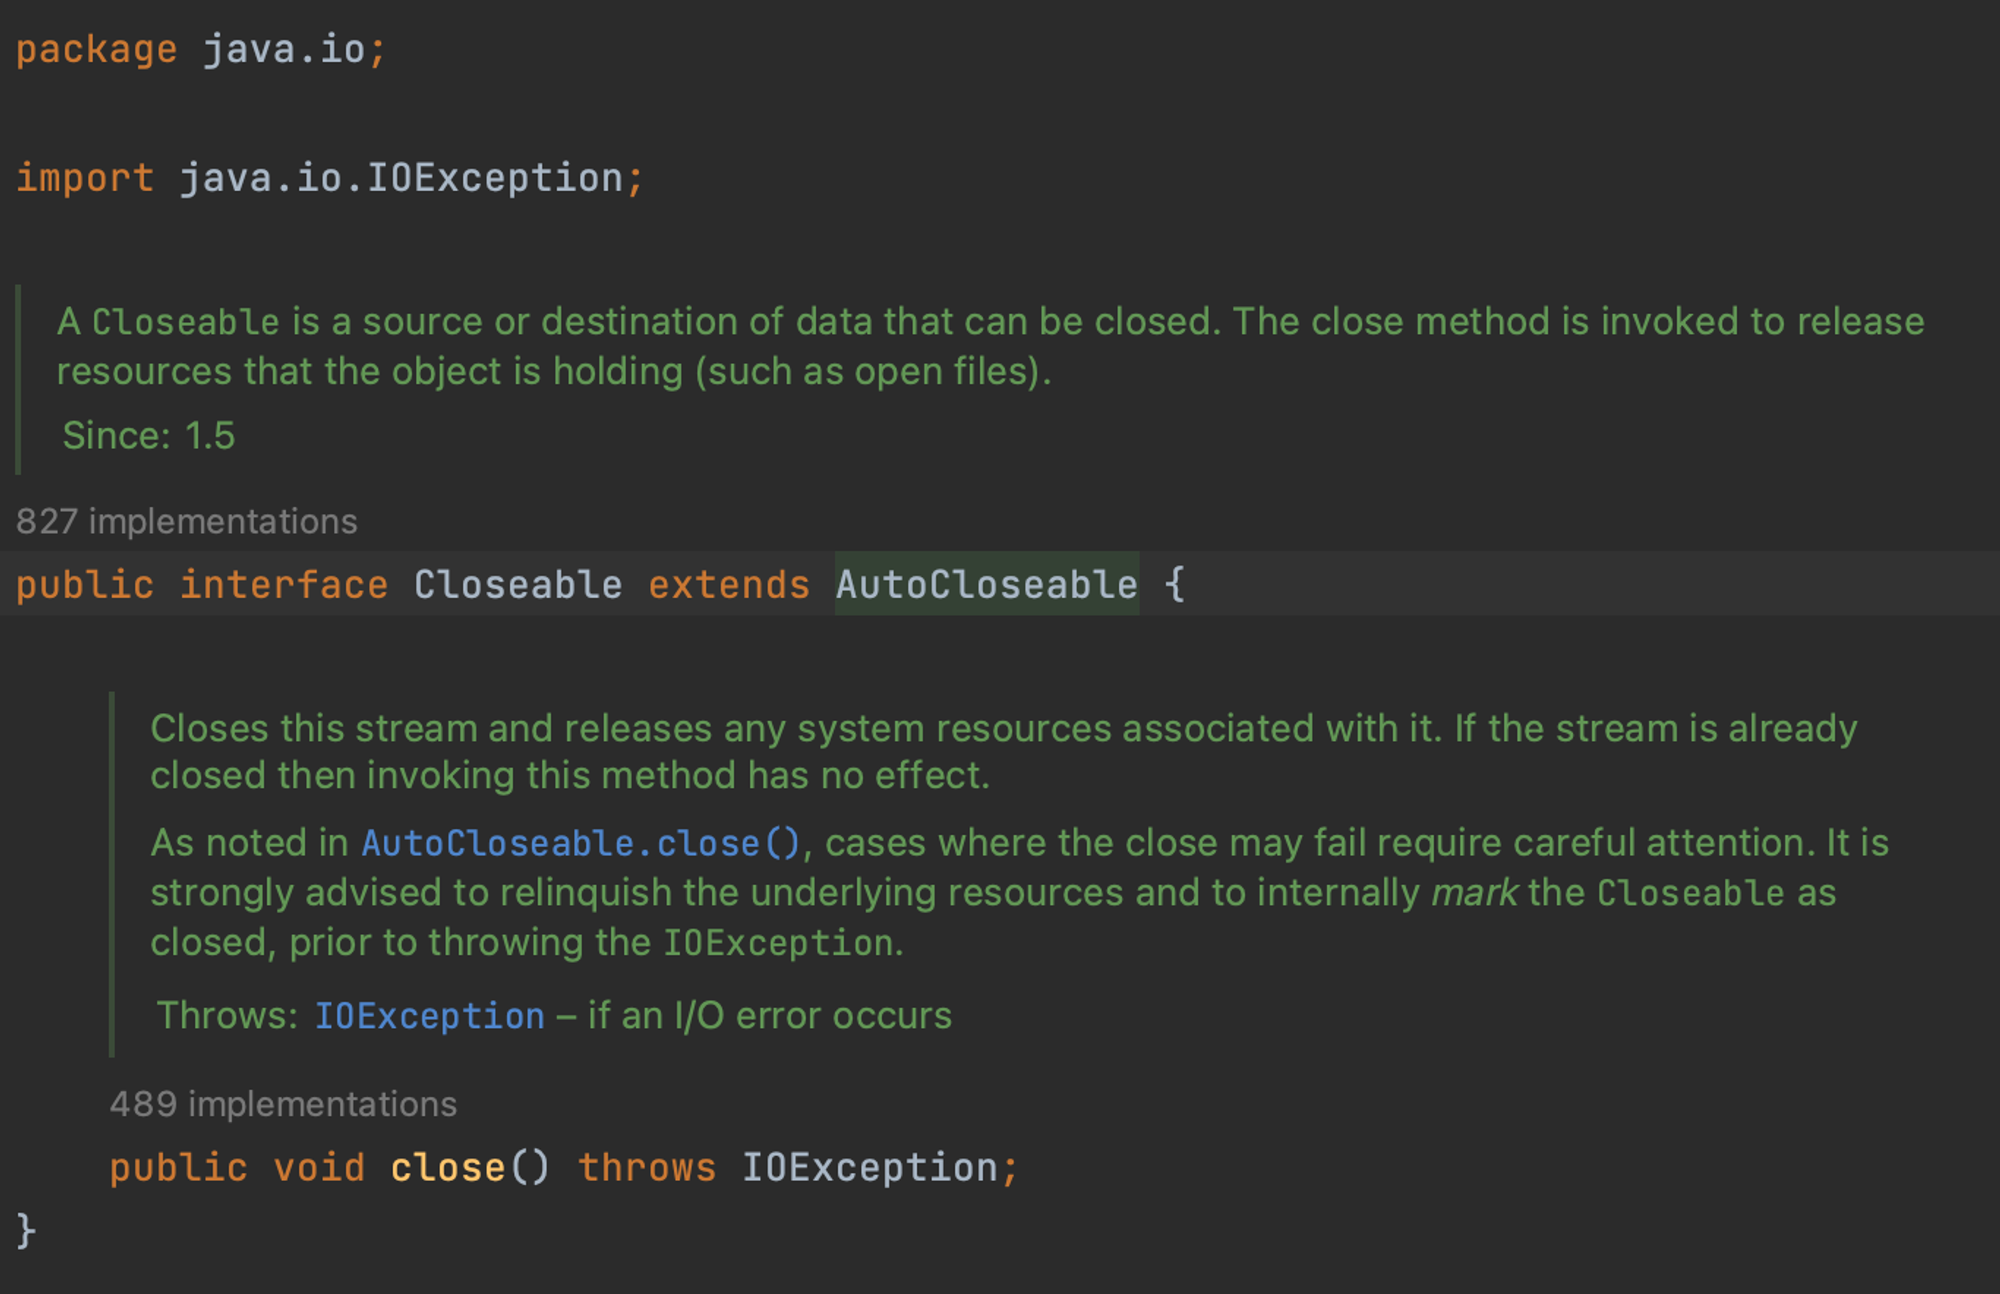 package java.io;
import java.io.IOException;
A Closeable is a source or destination of data that can be closed. The close method is invoked to release
resources that the object is holding (such as open files).
Since: 1.5
827 implementations
public interface Closeable extends AutoCloseable {
Closes this stream and releases any system resources associated with it. If the stream is already
closed then invoking this method has no effect.
As noted in AutoCloseable.close(), cases where the close may fail require careful attention. It is
strongly advised to relinquish the underlying resources and to internally mark the Closeable as
closed, prior to throwing the IOException.
Throws: IOException – if an I/O error occurs
489 implementations
public void close() throws IOException;
}